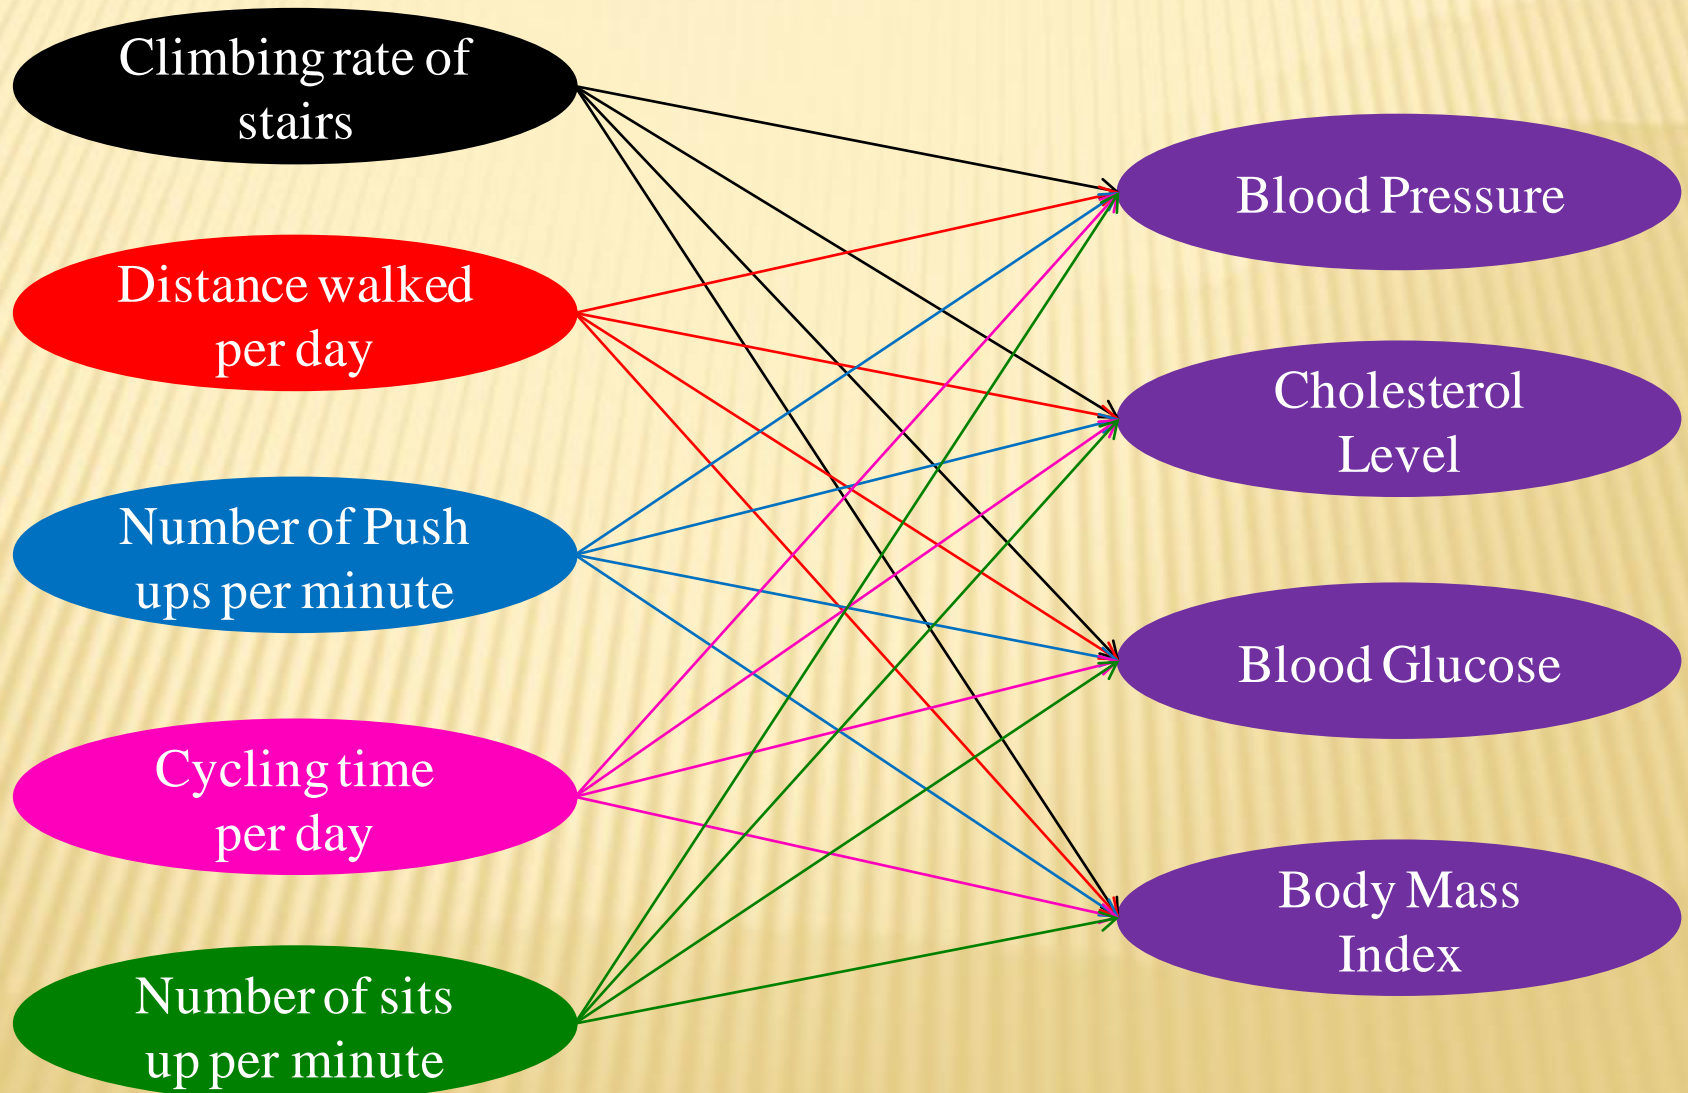 Climbing rate of
stairs
Distance walked
per day
Number of Push
ups per minute
Cycling time
per day
Number of sits
up per minute
Blood Pressure
Cholesterol
Level
Blood Glucose
Body Mass
Index